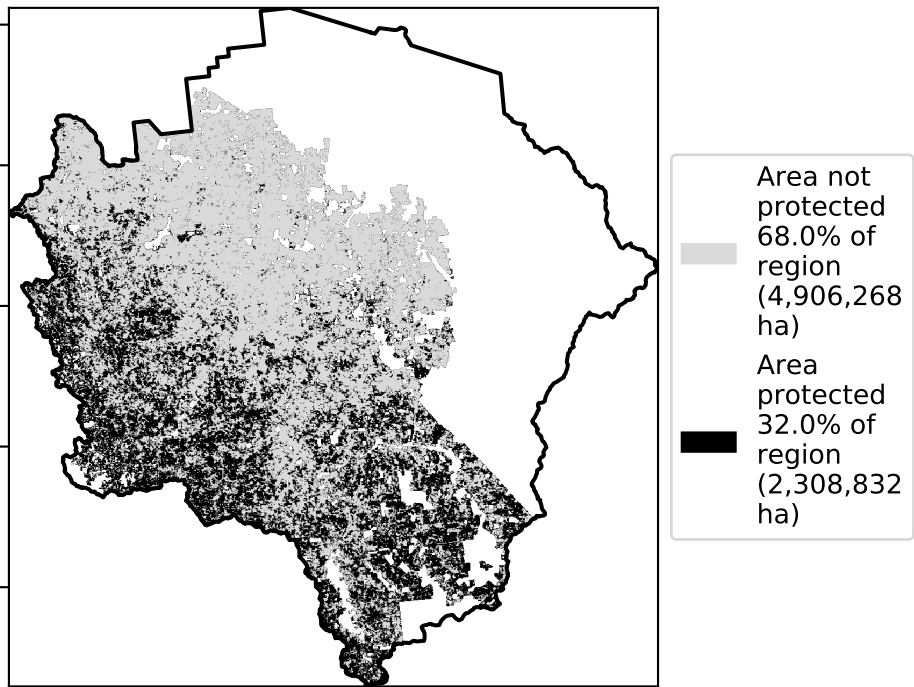 Area not
protected
68.0% of
region
(4,906,268
ha)
Area
protected
32.0% of
region
(2,308,832
ha)